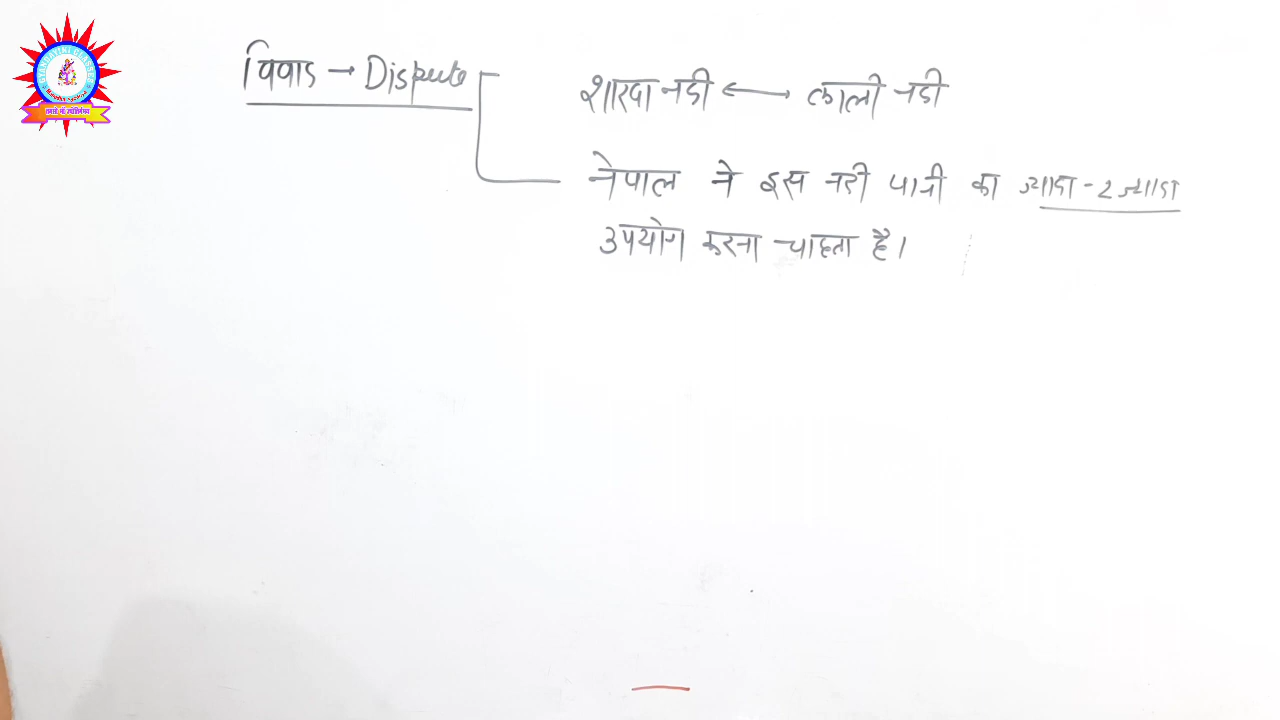 विवाद → Dispute
शारदा नदी ←→ काली नदी
नेपाल ने इस नदी पानी का ज्यादा-2 ज्यादा
उपयोग करना चाहता है।